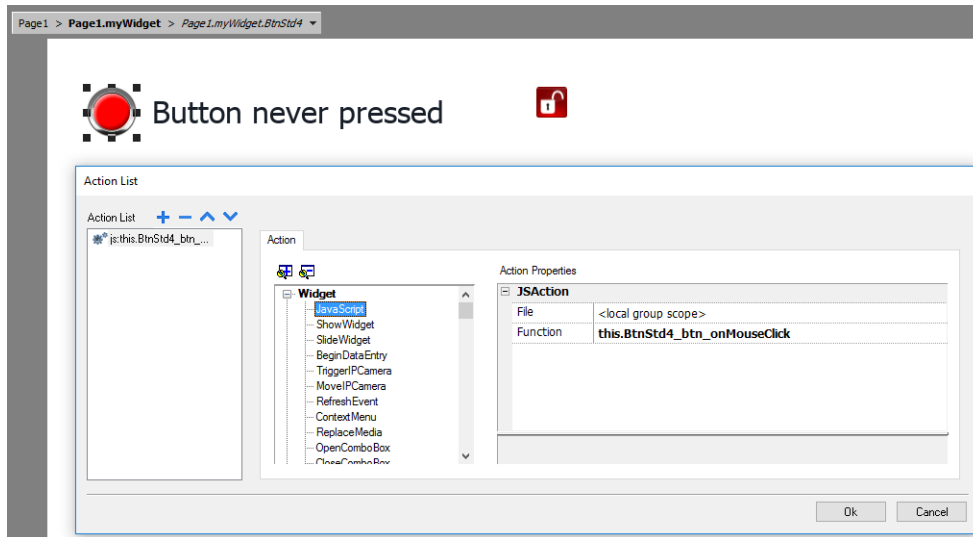 Page1 > Page1.myWidget > Page1.myWidget.BtnStd4
Button never pressed
Action List
Action List
js:this.BtnStd4_btn_...
Action
Widget
JavaScript
ShowWidget
SlideWidget
BeginDataEntry
TriggerIPCamera
MoveIPCamera
RefreshEvent
ContextMenu
ReplaceMedia
OpenComboBox
CloseComboBox
Action Properties
JSAction
File <local group scope>
Function this.BtnStd4_btn_onMouseClick
Ok Cancel